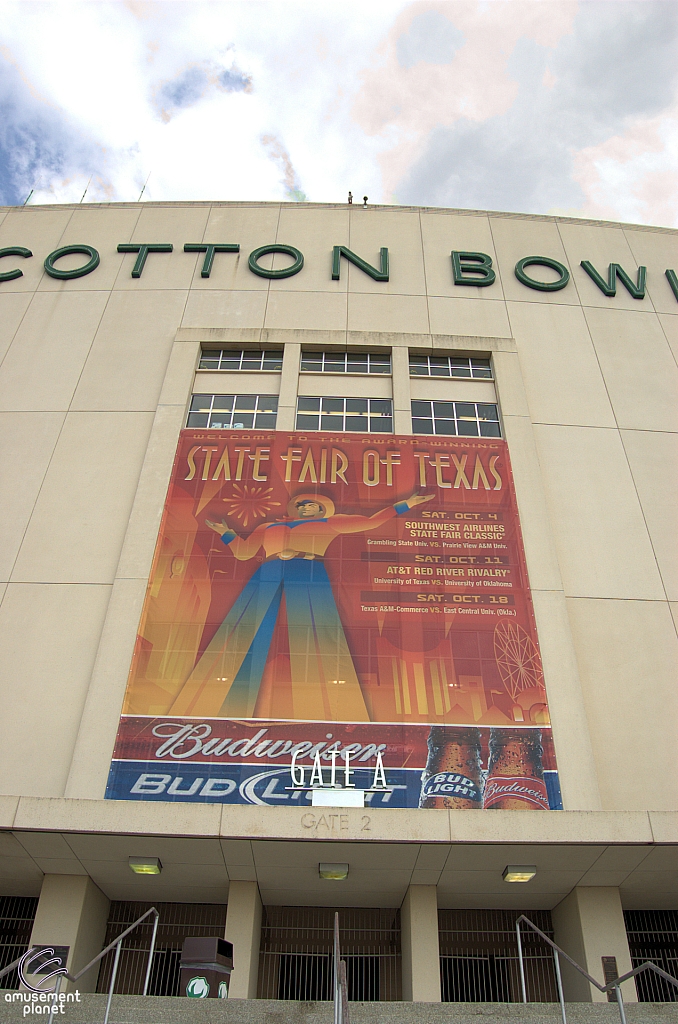 COTTON BOWL
WELCOME TO THE AWARD-WINNING
STATE FAIR OF TEXAS
SAT. OCT. 4
SOUTHWEST AIRLINES
STATE FAIR CLASSIC®
Grambling State Univ. VS. Prairie View A&M Univ.
SAT. OCT. 11
AT&T RED RIVER RIVALRY®
University of Texas VS. University of Oklahoma
SAT. OCT. 18
Texas A&M-Commerce VS. East Central Univ. (Okla.)
Budweiser
BUD LIGHT
BUD
LIGHT
Budweiser
GATE A
GATE 2
amusement
planet